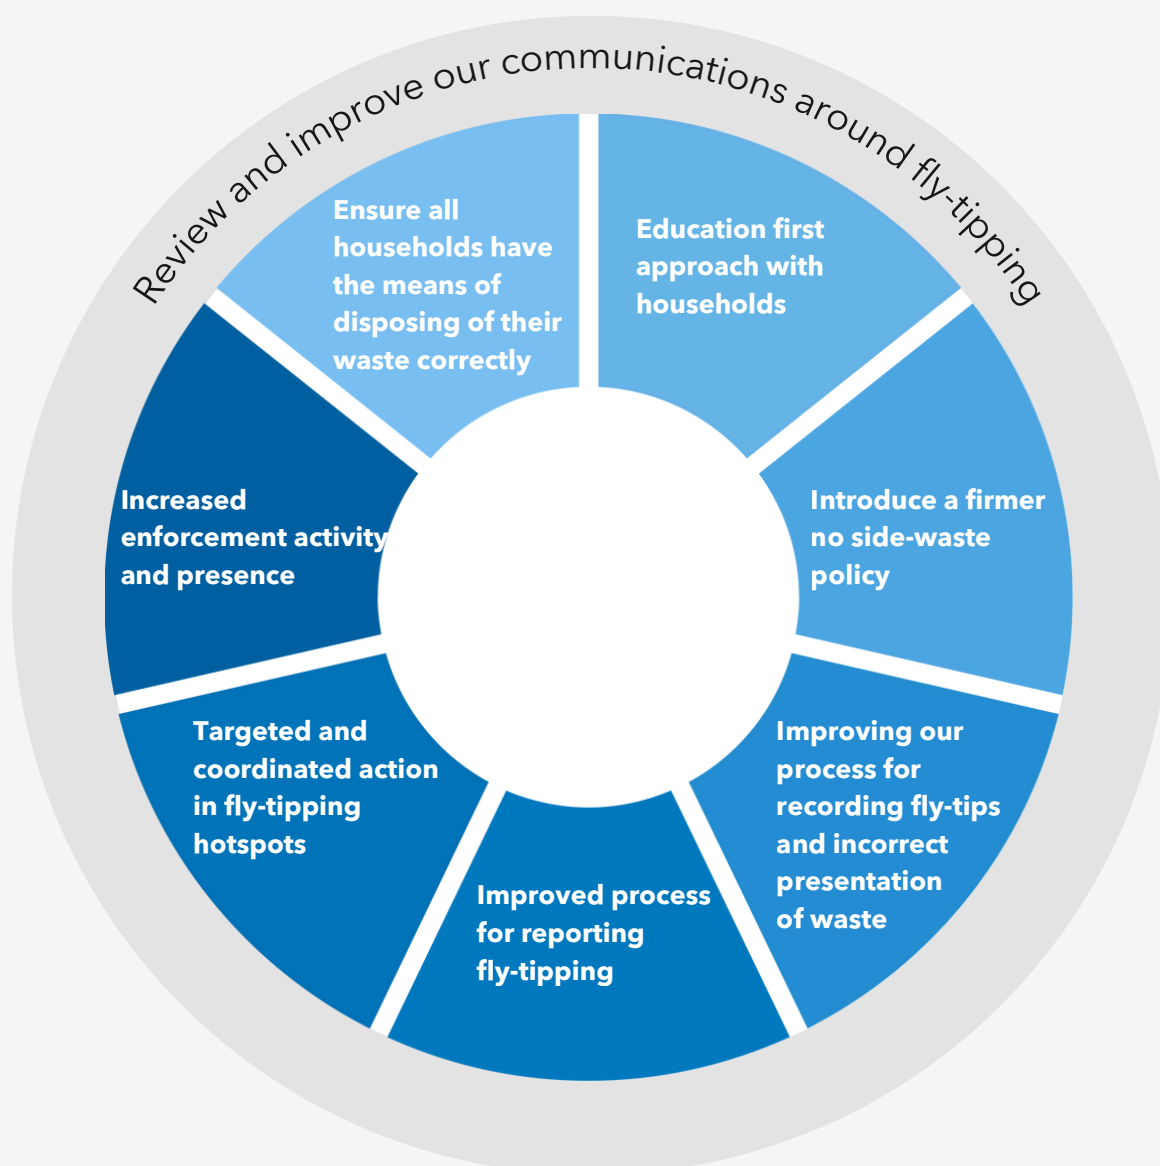 Review and improve our communications around fly-tipping
Ensure all
households have
the means of
disposing of their
waste correctly
Education first
approach with
households
Introduce a firmer
no side-waste
policy
Improving our
process for
recording fly-tips
and incorrect
presentation
of waste
Improved process
for reporting
fly-tipping
Targeted and
coordinated action
in fly-tipping
hotspots
Increased
enforcement activity
and presence